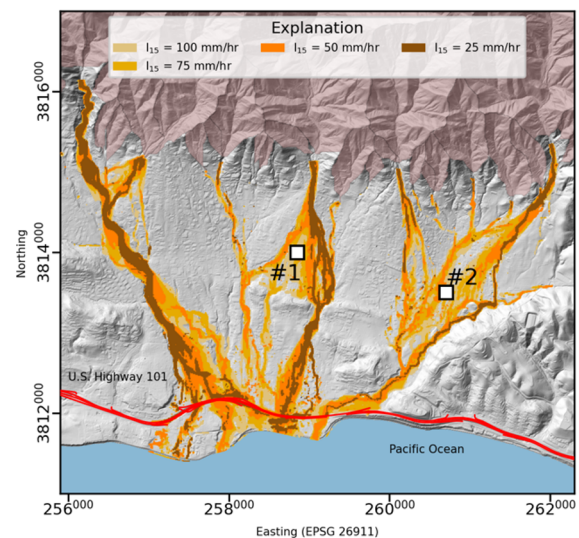 Explanation
I15 = 100 mm/hr
I15 = 50 mm/hr
I15 = 25 mm/hr
I15 = 75 mm/hr
3816000
Northing
3814000
#1
#2
U.S. Highway 101
3812000
Pacific Ocean
256000
258000
260000
262000
Easting (EPSG 26911)